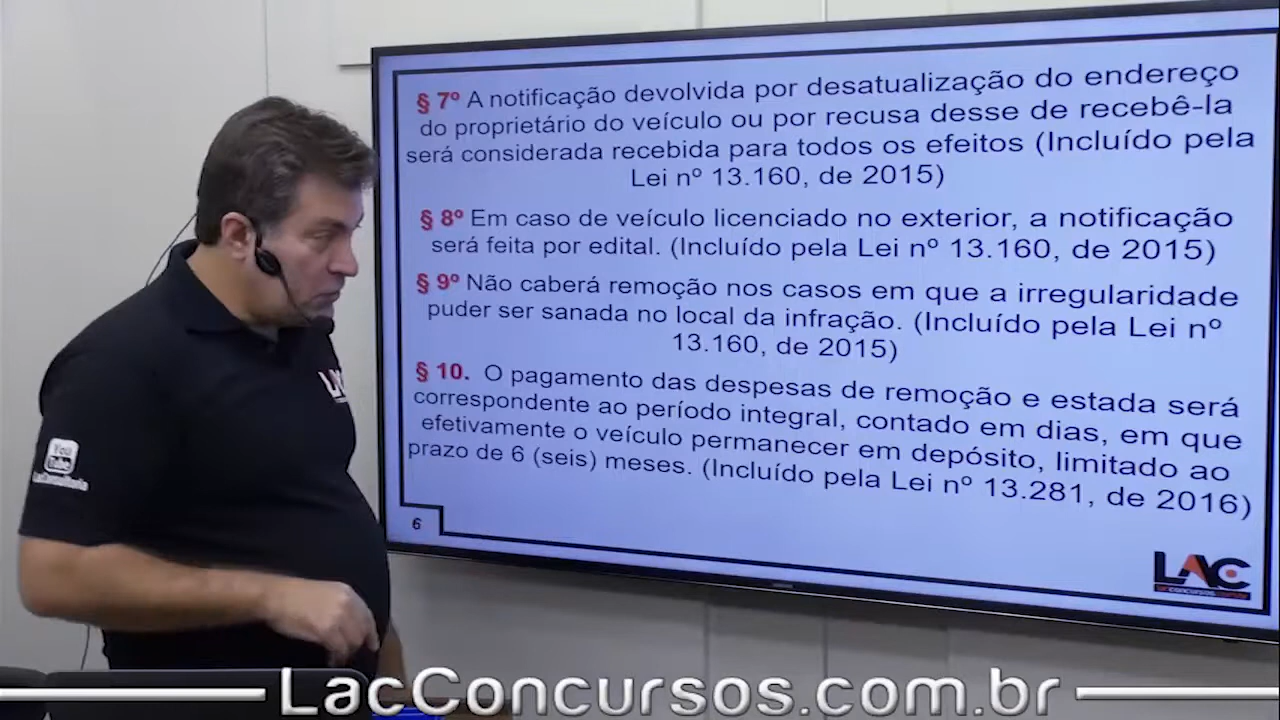 § 7º A notificação devolvida por desatualização do endereço
do proprietário do veículo ou por recusa desse de recebê-la
será considerada recebida para todos os efeitos (Incluído pela
Lei nº 13.160, de 2015)
§ 8º Em caso de veículo licenciado no exterior, a notificação
será feita por edital. (Incluído pela Lei nº 13.160, de 2015)
§ 9º Não caberá remoção nos casos em que a irregularidade
puder ser sanada no local da infração. (Incluído pela Lei nº
13.160, de 2015)
§ 10. O pagamento das despesas de remoção e estada será
correspondente ao período integral, contado em dias, em que
efetivamente o veículo permanecer em depósito, limitado ao
prazo de 6 (seis) meses. (Incluído pela Lei nº 13.281, de 2016)
6
LAC
You
Tube
LacConcursos.com.br